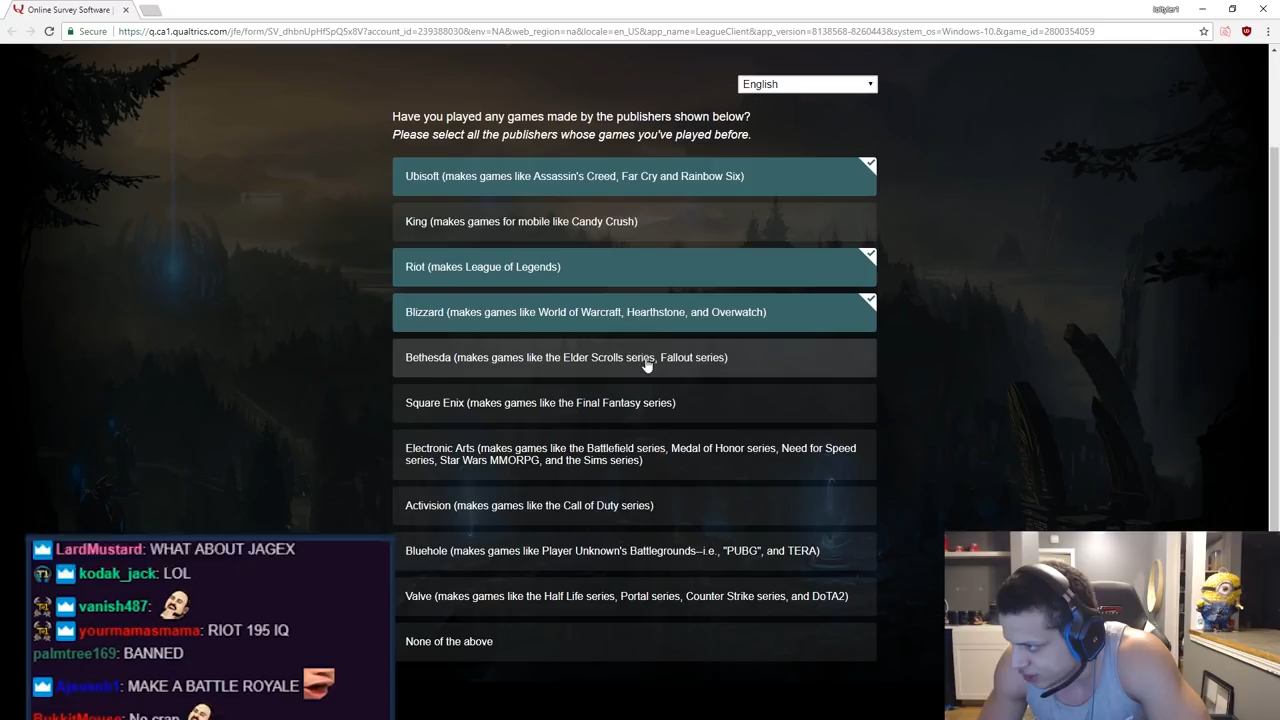 Online Survey Software |
loltyler1
Secure
https://q.ca1.qualtrics.com/jfe/form/SV_dhbnUpHfSpQ5x8V?account_id=239388030&env=NA&web_region=na&locale=en_US&app_name=LeagueClient&app_version=8138568-8260443&system_os=Windows-10.&game_id=2800354059
English
Have you played any games made by the publishers shown below?
Please select all the publishers whose games you've played before.
Ubisoft (makes games like Assassin's Creed, Far Cry and Rainbow Six)
King (makes games for mobile like Candy Crush)
Riot (makes League of Legends)
Blizzard (makes games like World of Warcraft, Hearthstone, and Overwatch)
Bethesda (makes games like the Elder Scrolls series, Fallout series)
Square Enix (makes games like the Final Fantasy series)
Electronic Arts (makes games like the Battlefield series, Medal of Honor series, Need for Speed
series, Star Wars MMORPG, and the Sims series)
Activision (makes games like the Call of Duty series)
Bluehole (makes games like Player Unknown's Battlegrounds--i.e., "PUBG", and TERA)
Valve (makes games like the Half Life series, Portal series, Counter Strike series, and DoTA2)
None of the above
LardMustard: WHAT ABOUT JAGEX
kodak_jack: LOL
vanish487:
yourmamasmama: RIOT 195 IQ
palmtree169: BANNED
MAKE A BATTLE ROYALE
BukkitMouse: No crap